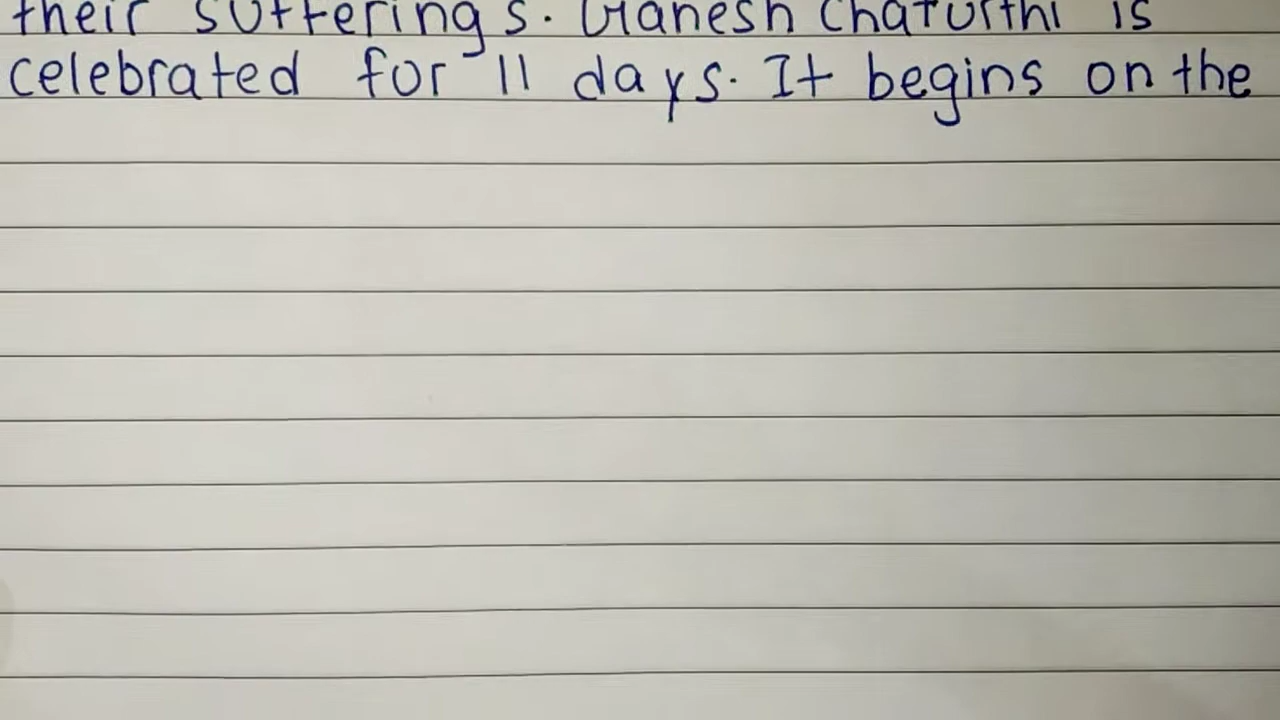 their sufferings. Ganesh Chaturthi is
celebrated for 11 days. It begins on the